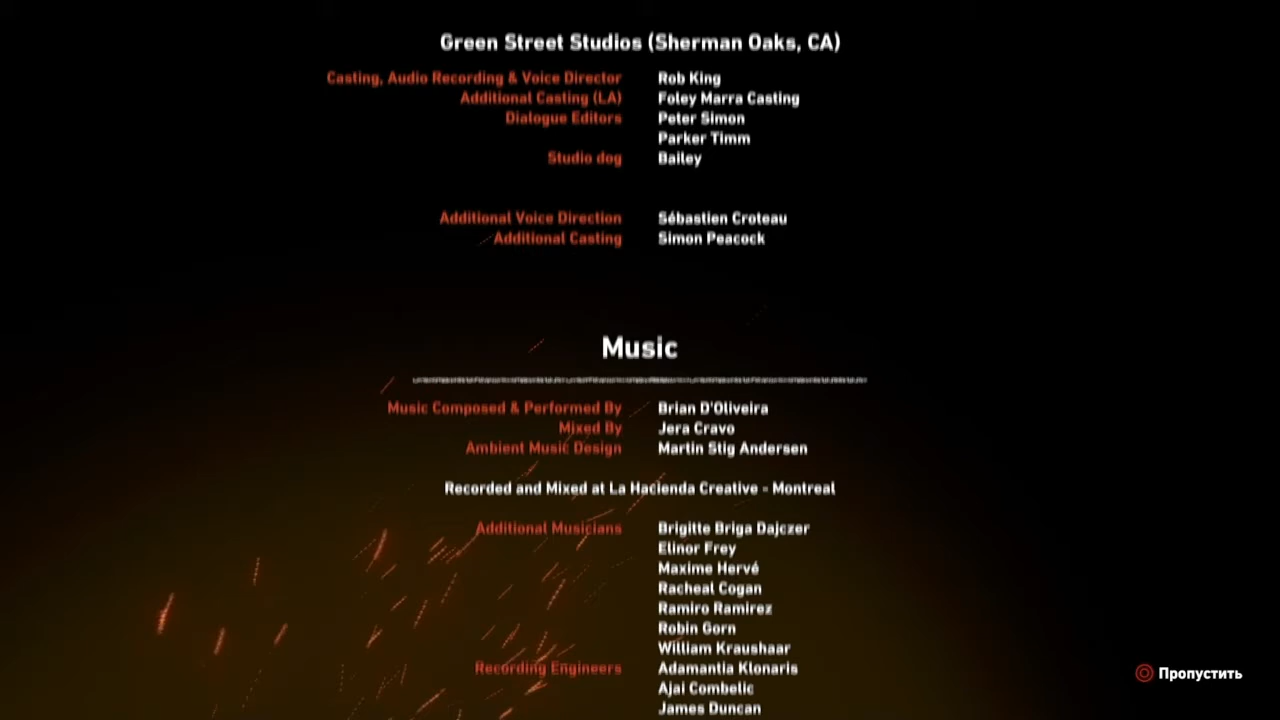 Green Street Studios (Sherman Oaks, CA)
Casting, Audio Recording & Voice Director Rob King
Additional Casting (LA) Foley Marra Casting
Dialogue Editors Peter Simon
Parker Timm
Studio dog Bailey
Additional Voice Direction Sébastien Croteau
Additional Casting Simon Peacock
Music
Music Composed & Performed By Brian D'Oliveira
Mixed By Jera Cravo
Ambient Music Design Martin Stig Andersen
Recorded and Mixed at La Hacienda Creative - Montreal
Additional Musicians Brigitte Briga Dajczer
Elinor Frey
Maxime Hervé
Racheal Cogan
Ramiro Ramirez
Robin Gorn
William Kraushaar
Recording Engineers Adamantia Klonaris
Ajai Combelic
James Duncan
Пропустить